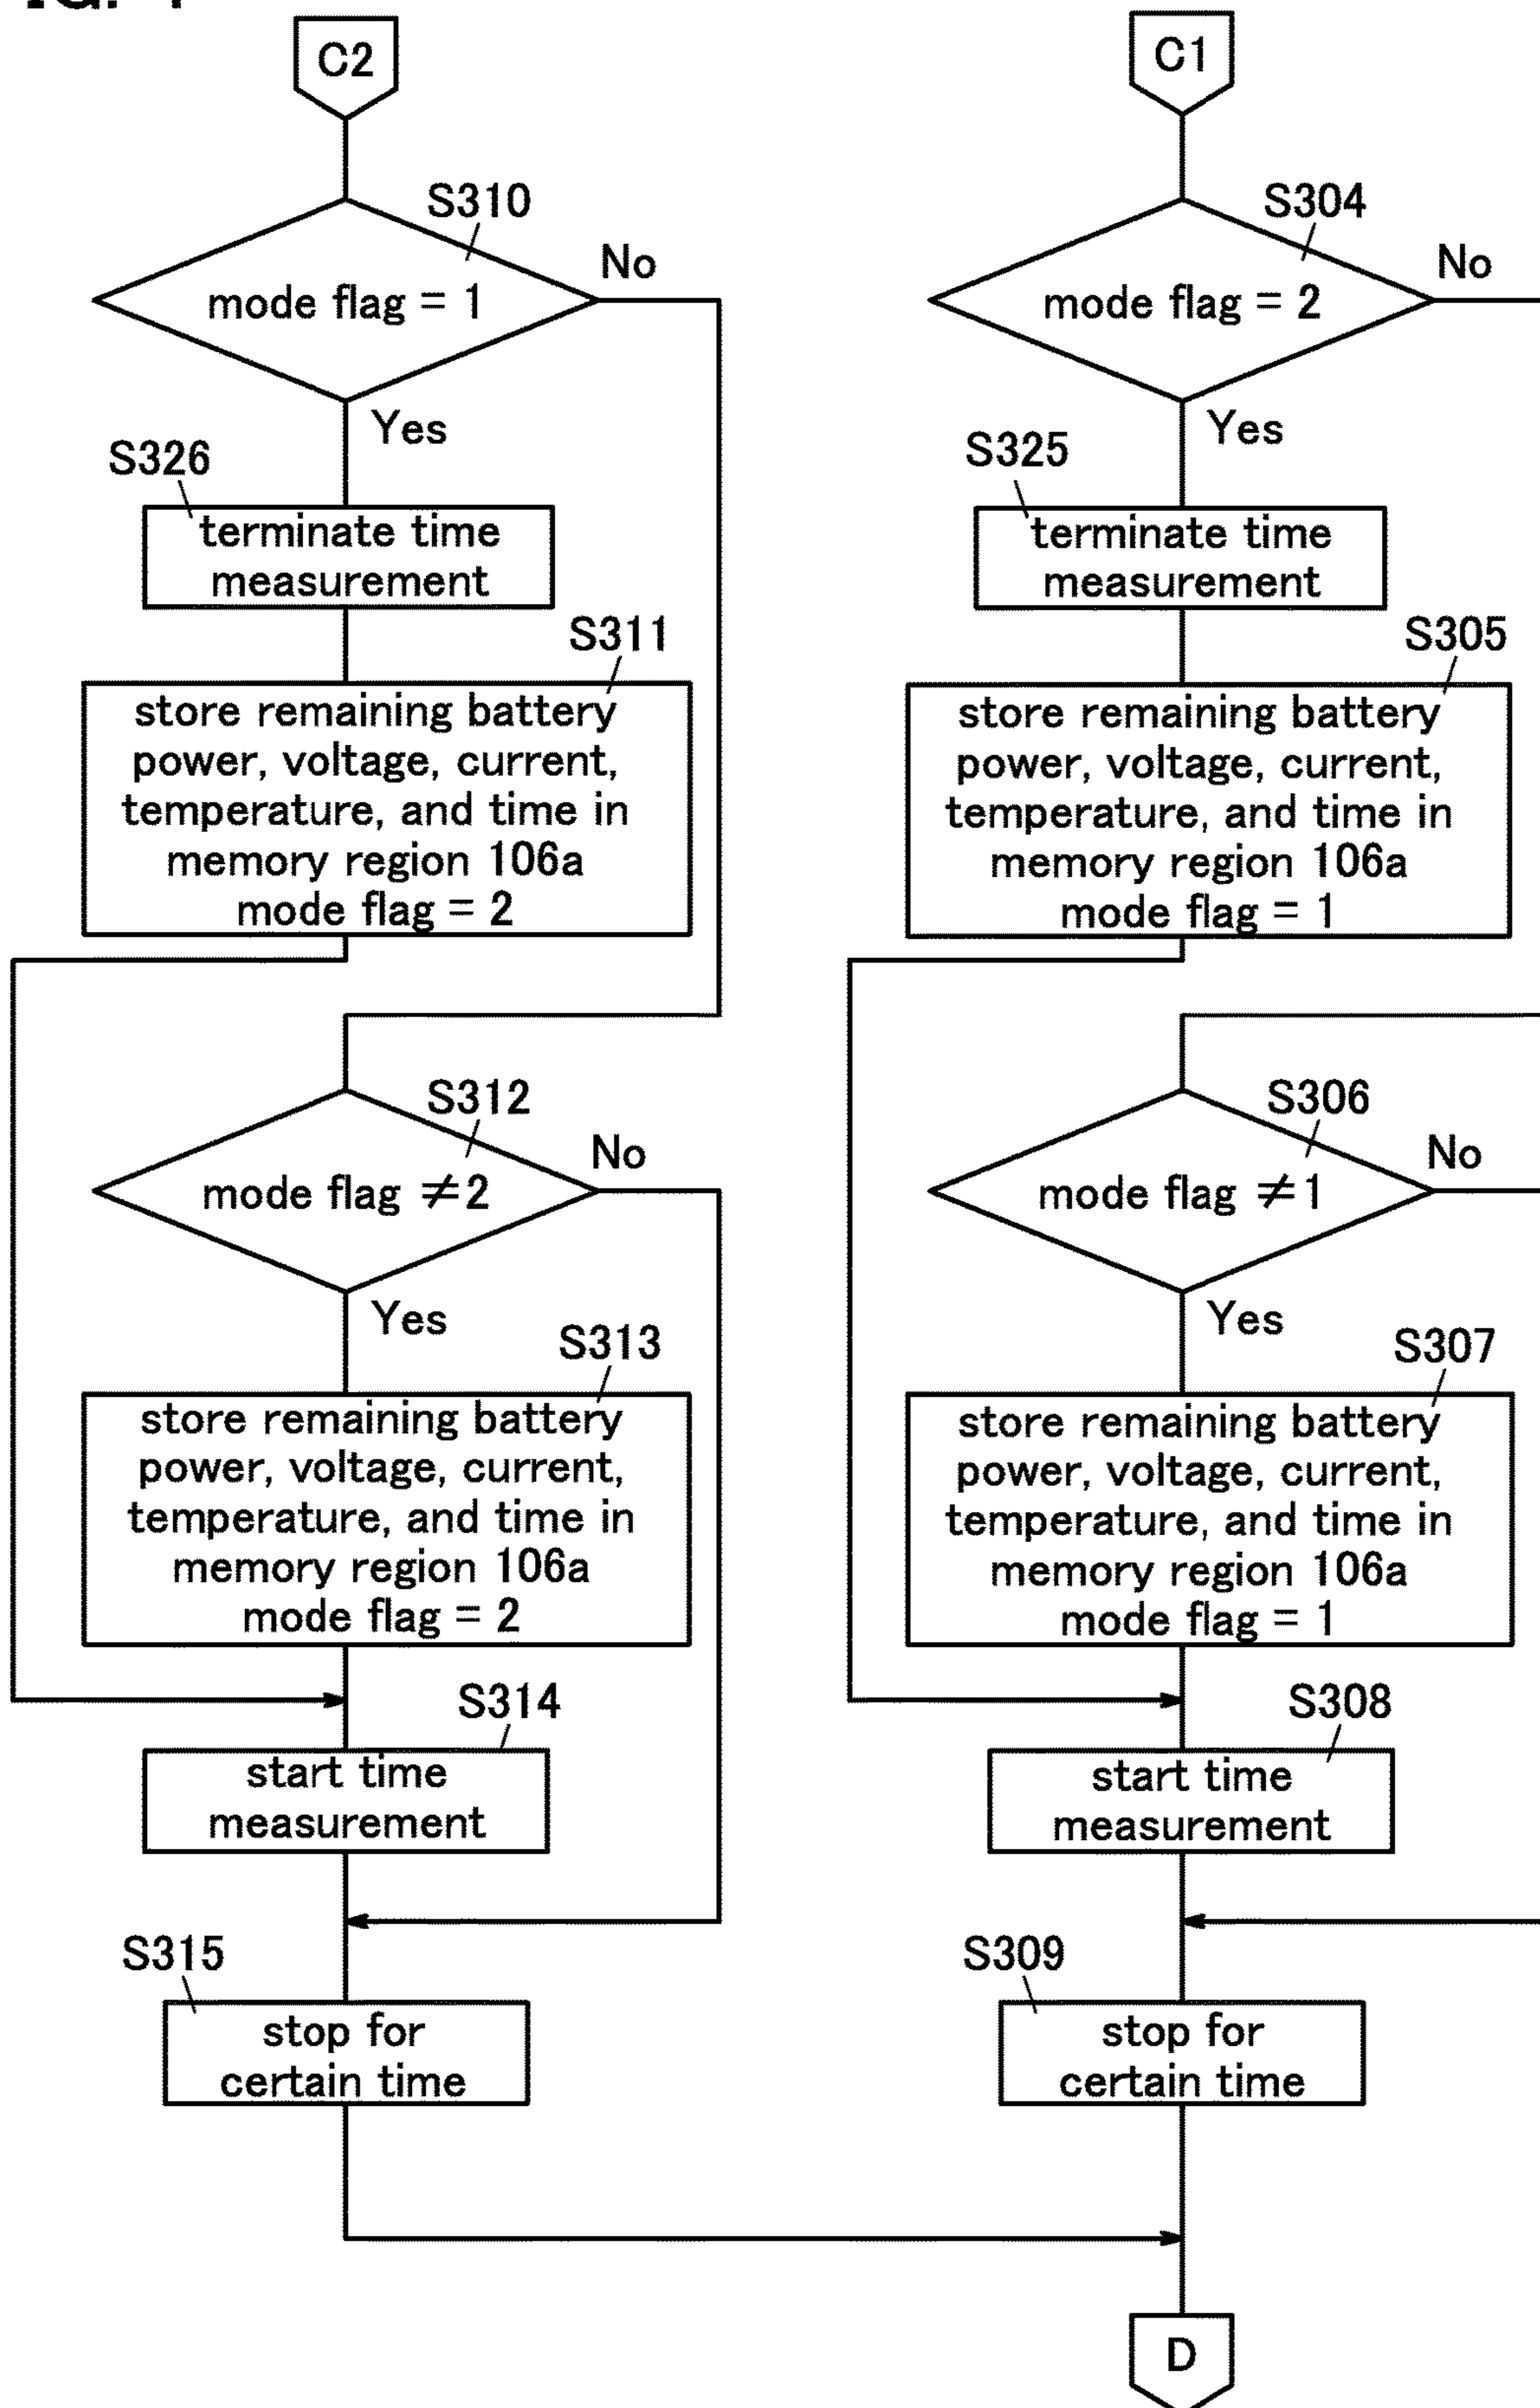 C2
S310
No
mode flag = 1
Yes
S326
terminate time
measurement
S311
store remaining battery
power, voltage, current,
temperature, and time in
memory region 106a
mode flag = 2
S312
No
mode flag ≠2
Yes
S313
store remaining battery
power, voltage, current,
temperature, and time in
memory region 106a
mode flag = 2
S314
start time
measurement
S315
stop for
certain time
C1
S304
No
mode flag = 2
Yes
S325
terminate time
measurement
S305
store remaining battery
power, voltage, current,
temperature, and time in
memory region 106a
mode flag = 1
S306
No
mode flag ≠1
Yes
S307
store remaining battery
power, voltage, current,
temperature, and time in
memory region 106a
mode flag = 1
S308
start time
measurement
S309
stop for
certain time
D